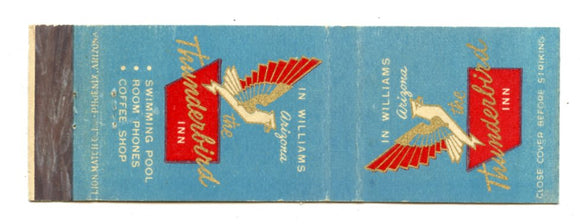 the
Thunderbird
INN
IN WILLIAMS
Arizona
• SWIMMING POOL
• ROOM PHONES
• COFFEE SHOP
LION MATCH C
PHOENIX, ARIZONA
the
Thunderbird
INN
IN WILLIAMS
Arizona
CLOSE COVER BEFORE STRIKING